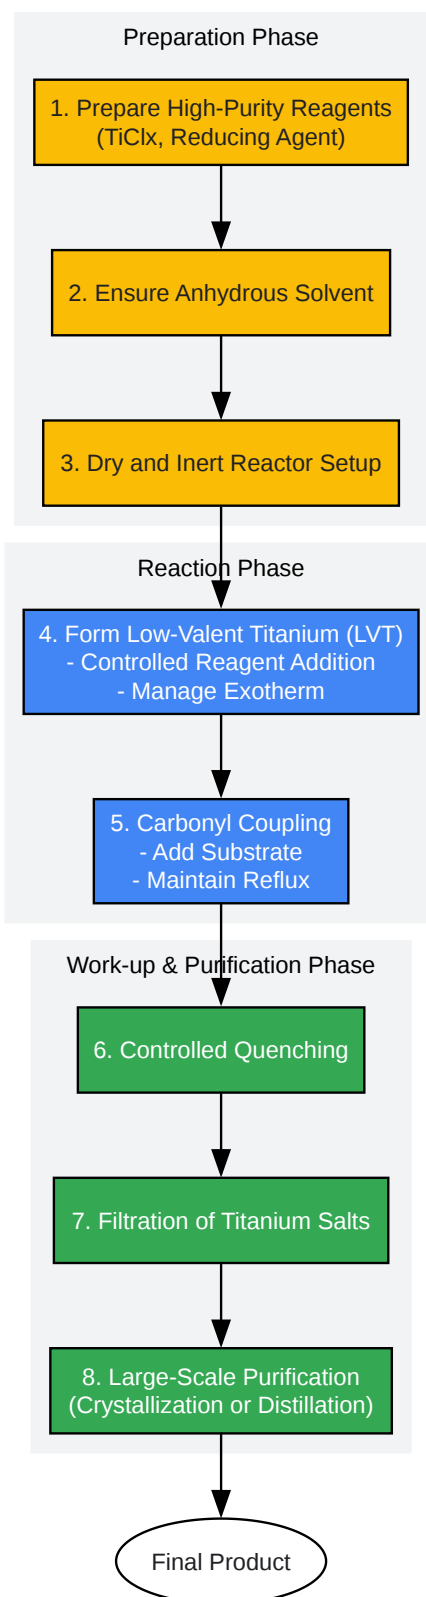 Preparation Phase
1. Prepare High-Purity Reagents
(TiClx, Reducing Agent)
2. Ensure Anhydrous Solvent
3. Dry and Inert Reactor Setup
Reaction Phase
4. Form Low-Valent Titanium (LVT)
- Controlled Reagent Addition
- Manage Exotherm
5. Carbonyl Coupling
- Add Substrate
- Maintain Reflux
Work-up & Purification Phase
6. Controlled Quenching
7. Filtration of Titanium Salts
8. Large-Scale Purification
(Crystallization or Distillation)
Final Product